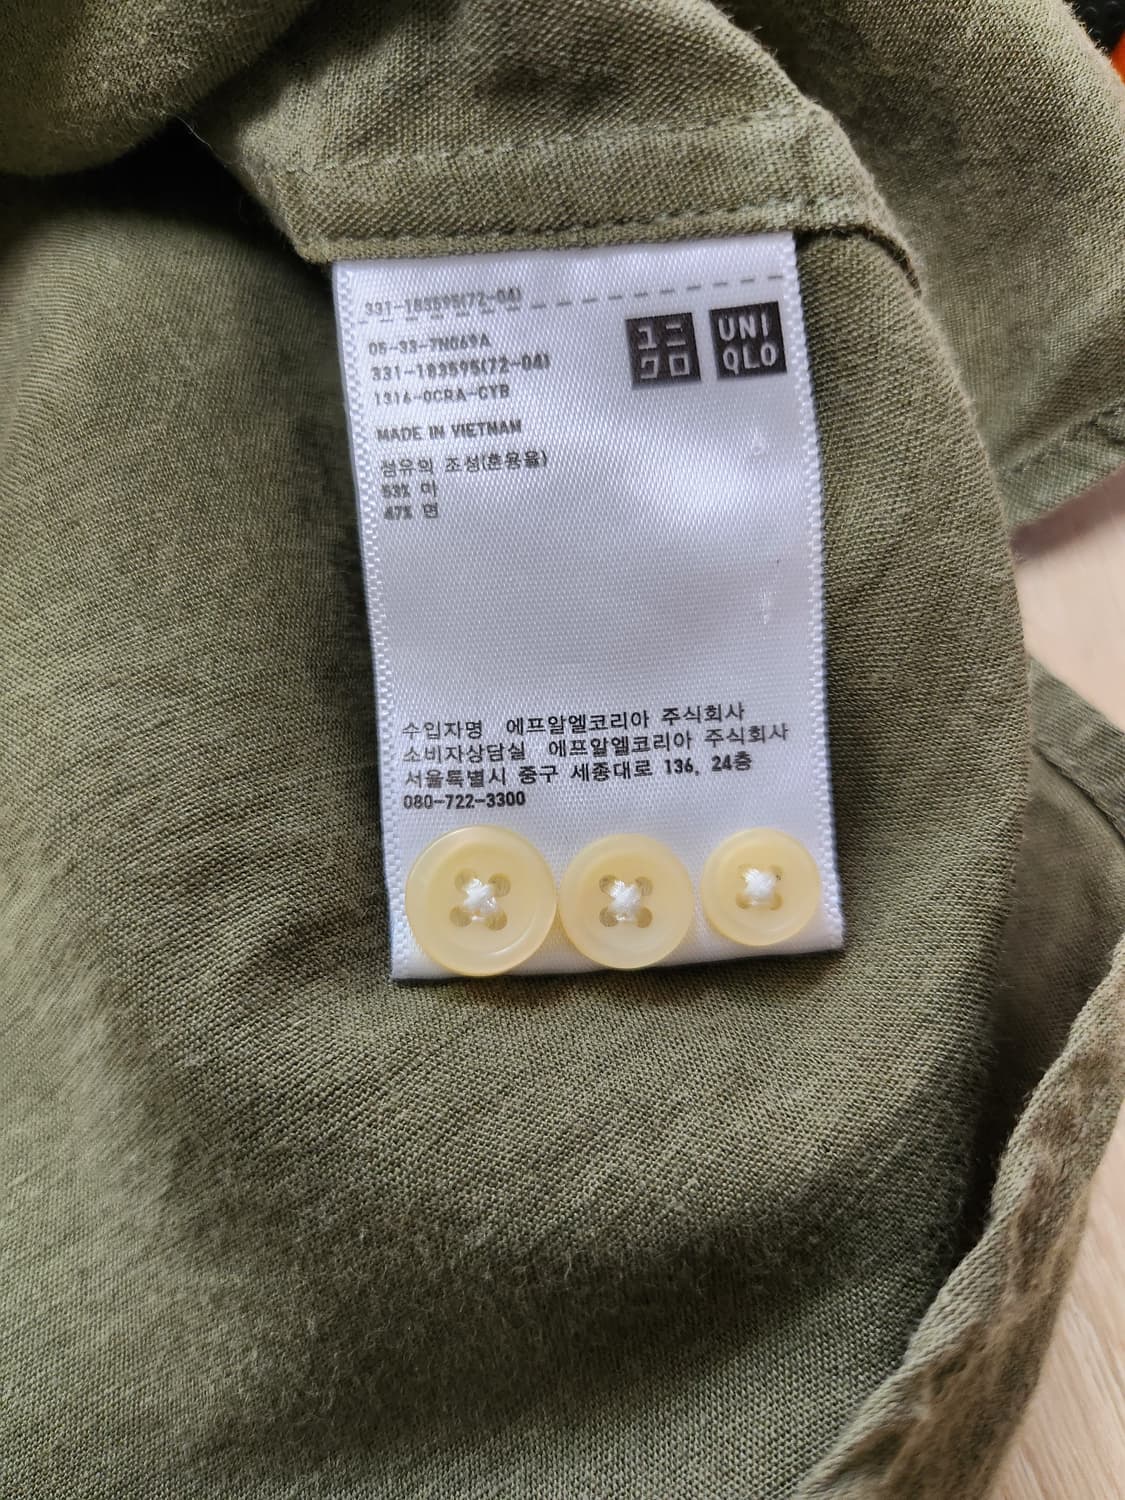 331-183595(72-04)
ユニ
クロ
UNI
QLO
05-33-7N069A
331-183595(72-04)
1316-OCRA-CYB
MADE IN VIETNAM
섬유의 조성(혼용율)
53% 마
47% 면
수입자명 에프알엘코리아 주식회사
소비자상담실 에프알엘코리아 주식회사
서울특별시 중구 세종대로 136, 24층
080-722-3300